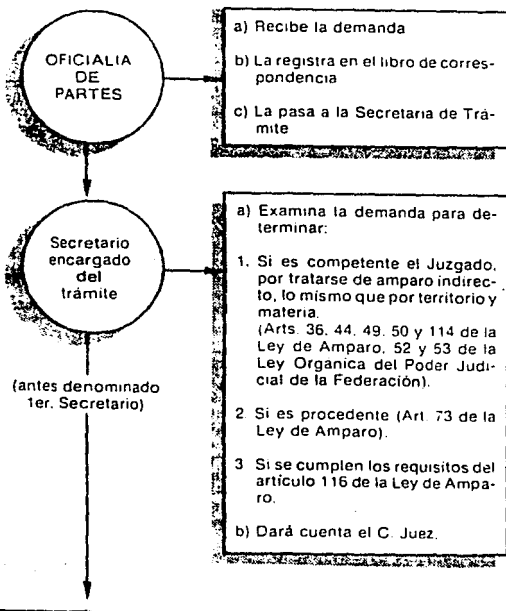 OFICIALIA
DE
PARTES
a) Recibe la demanda
b) La registra en el libro de corres-
pondencia
c) La pasa a la Secretaria de Trá-
mite
Secretario
encargado
del
trámite
(antes denominado
1er. Secretario)
a) Examina la demanda para de-
terminar:
1. Si es competente el Juzgado,
por tratarse de amparo indirec-
to, lo mismo que por territorio y
materia.
(Arts. 36, 44, 49, 50 y 114 de la
Ley de Amparo, 52 y 53 de la
Ley Organica del Poder Judi-
cial de la Federación).
2. Si es procedente (Art. 73 de la
Ley de Amparo).
3 Si se cumplen los requisitos del
artículo 116 de la Ley de Ampa-
ro.
b) Dará cuenta el C. Juez.